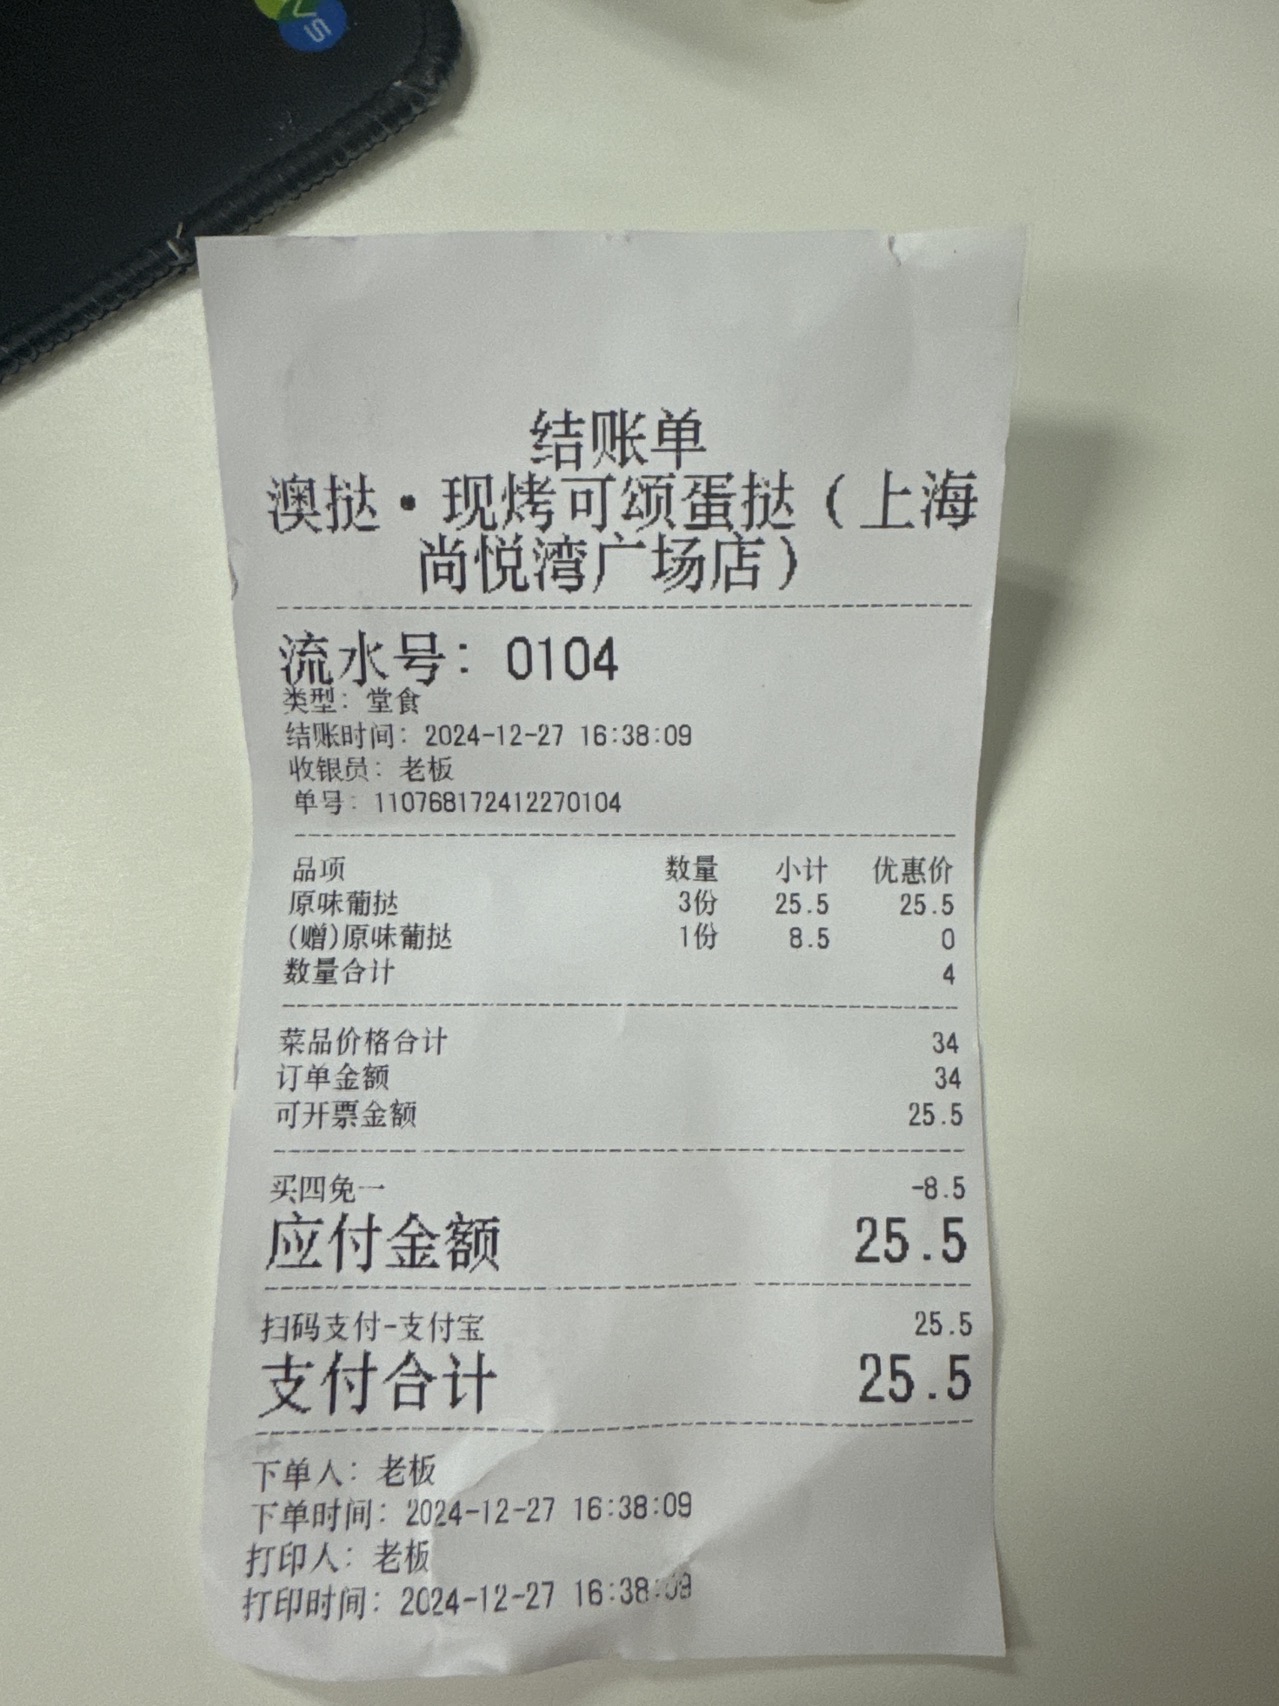 结账单
澳挞·现烤可颂蛋挞（上海
尚悦湾广场店）
流水号：0104
类型：堂食
结账时间：2024-12-27 16:38:09
收银员：老板
单号：110768172412270104
品项 数量 小计 优惠价
原味葡挞 3份 25.5 25.5
(赠)原味葡挞 1份 8.5 0
数量合计 4
菜品价格合计 34
订单金额 34
可开票金额 25.5
买四免一 -8.5
应付金额 25.5
扫码支付-支付宝 25.5
支付合计 25.5
下单人：老板
下单时间：2024-12-27 16:38:09
打印人：老板
打印时间：2024-12-27 16:38:09